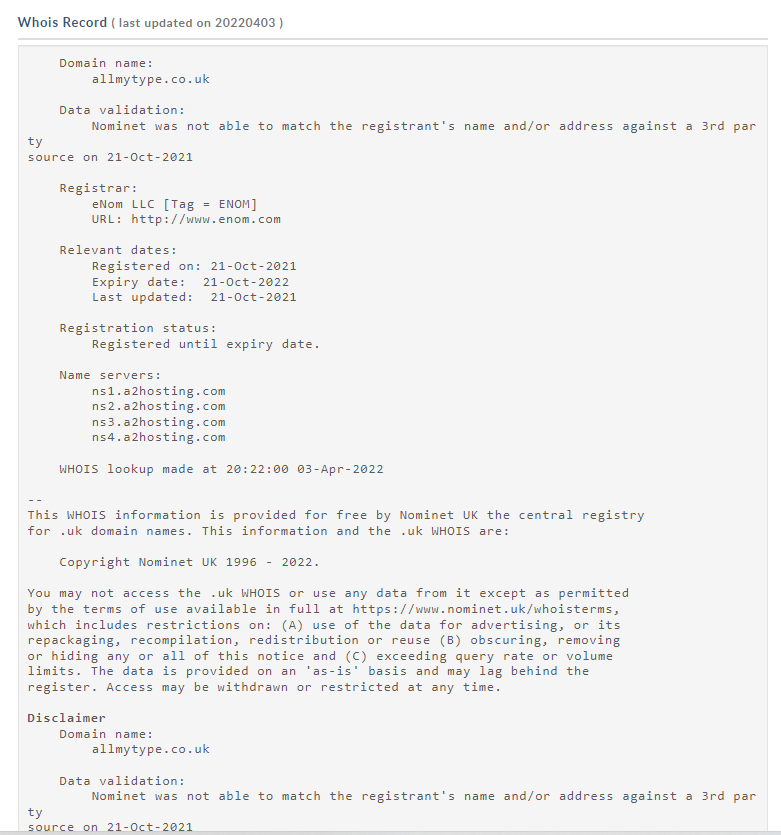 Whois Record ( last updated on 20220403 )
Domain name:
allmytype.co.uk
Data validation:
Nominet was not able to match the registrant's name and/or address against a 3rd par
ty
source on 21-Oct-2021
Registrar:
eNom LLC [Tag = ENOM]
URL: http://www.enom.com
Relevant dates:
Registered on: 21-Oct-2021
Expiry date:  21-Oct-2022
Last updated:  21-Oct-2021
Registration status:
Registered until expiry date.
Name servers:
ns1.a2hosting.com
ns2.a2hosting.com
ns3.a2hosting.com
ns4.a2hosting.com
WHOIS lookup made at 20:22:00 03-Apr-2022
--
This WHOIS information is provided for free by Nominet UK the central registry
for .uk domain names. This information and the .uk WHOIS are:
Copyright Nominet UK 1996 - 2022.
You may not access the .uk WHOIS or use any data from it except as permitted
by the terms of use available in full at https://www.nominet.uk/whoisterms,
which includes restrictions on: (A) use of the data for advertising, or its
repackaging, recompilation, redistribution or reuse (B) obscuring, removing
or hiding any or all of this notice and (C) exceeding query rate or volume
limits. The data is provided on an 'as-is' basis and may lag behind the
register. Access may be withdrawn or restricted at any time.
Disclaimer
Domain name:
allmytype.co.uk
Data validation:
Nominet was not able to match the registrant's name and/or address against a 3rd par
ty
source on 21-Oct-2021